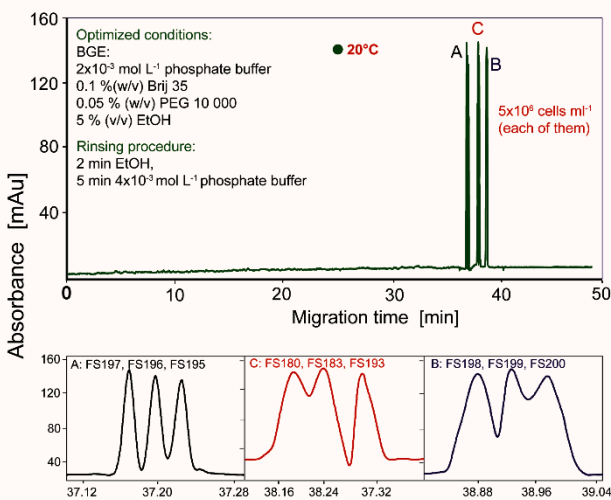 160
120
80
40
0
10
20
30
40
50
Absorbance [mAu]
Migration time [min]
Optimized conditions:
BGE:
2x10⁻³ mol L⁻¹ phosphate buffer
0.1 %(w/v) Brij 35
0.05 % (w/v) PEG 10 000
5 % (v/v) EtOH
Rinsing procedure:
2 min EtOH,
5 min 4x10⁻³ mol L⁻¹ phosphate buffer
20°C
A
C
B
5x10⁸ cells ml⁻¹
(each of them)
160
120
80
40
A: FS197, FS196, FS195
37.12
37.20
37.28
C: FS180, FS183, FS193
38.16
38.24
37.32
B: FS198, FS199, FS200
38.88
38.96
39.04